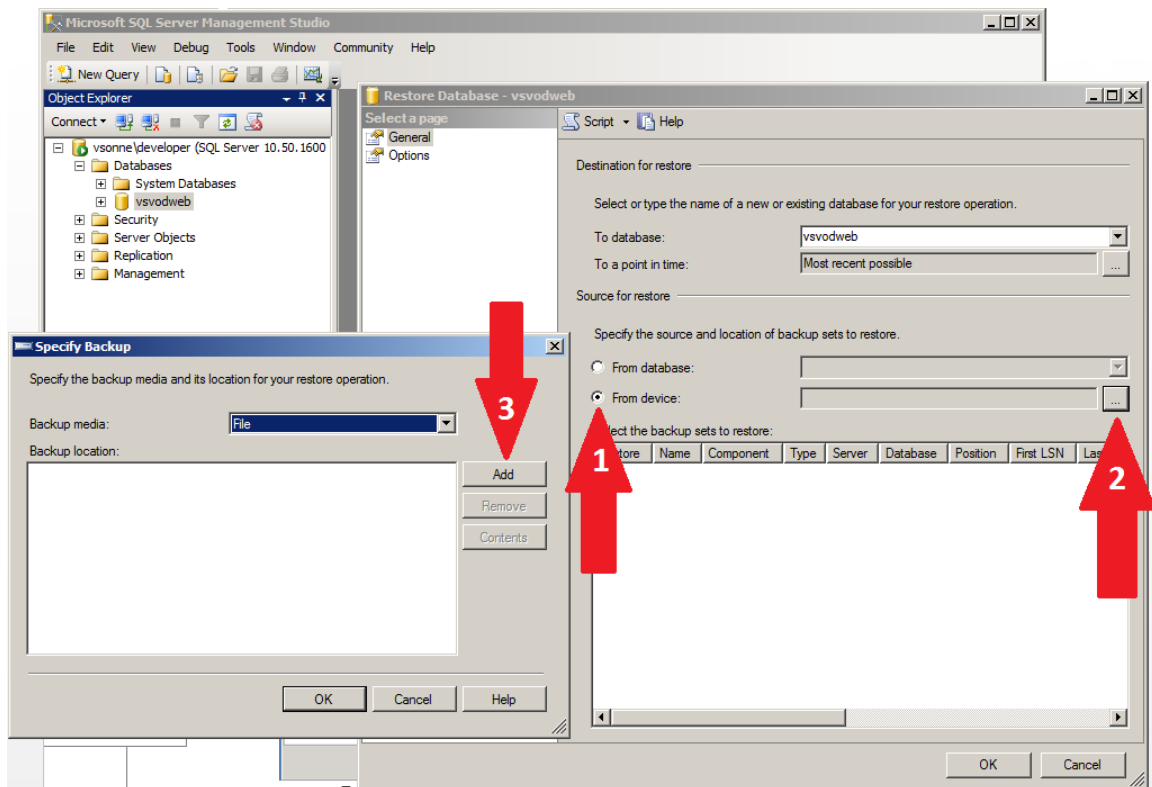 Microsoft SQL Server Management Studio
File Edit View Debug Tools Window Community Help
New Query
Object Explorer
Connect
vsonne\developer (SQL Server 10.50.1600
Databases
System Databases
vsvodweb
Security
Server Objects
Replication
Management
Restore Database - vsvodweb
Select a page
General
Options
Script Help
Destination for restore
Select or type the name of a new or existing database for your restore operation.
To database: vsvodweb
To a point in time: Most recent possible ...
Source for restore
Specify the source and location of backup sets to restore.
From database:
From device: ...
the backup sets to restore:
Name Component Type Server Database Position First LSN
1
2
OK Cancel
Specify Backup
Specify the backup media and its location for your restore operation.
Backup media: File
Backup location:
3
Add
Remove
Contents
OK Cancel Help